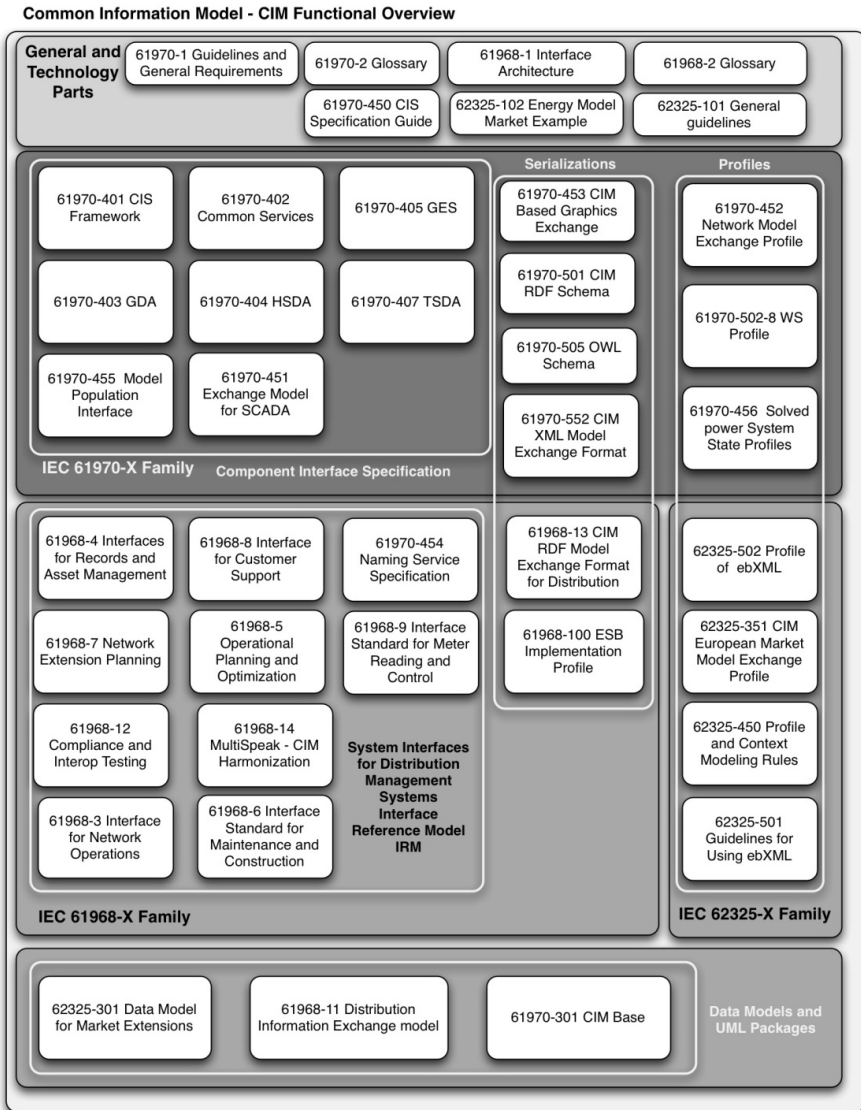 Common Information Model - CIM Functional Overview
General and
Technology
Parts
61970-1 Guidelines and
General Requirements
61970-2 Glossary
61968-1 Interface
Architecture
61968-2 Glossary
61970-450 CIS
Specification Guide
62325-102 Energy Model
Market Example
62325-101 General
guidelines
61970-401 CIS
Framework
61970-402
Common Services
61970-405 GES
61970-403 GDA
61970-404 HSDA
61970-407 TSDA
61970-455 Model
Population
Interface
61970-451
Exchange Model
for SCADA
IEC 61970-X Family
Component Interface Specification
Serializations
61970-453 CIM
Based Graphics
Exchange
61970-501 CIM
RDF Schema
61970-505 OWL
Schema
61970-552 CIM
XML Model
Exchange Format
61968-13 CIM
RDF Model
Exchange Format
for Distribution
61968-100 ESB
Implementation
Profile
Profiles
61970-452
Network Model
Exchange Profile
61970-502-8 WS
Profile
61970-456 Solved
power System
State Profiles
62325-502 Profile
of ebXML
62325-351 CIM
European Market
Model Exchange
Profile
62325-450 Profile
and Context
Modeling Rules
62325-501
Guidelines for
Using ebXML
IEC 62325-X Family
61968-4 Interfaces
for Records and
Asset Management
61968-8 Interface
for Customer
Support
61970-454
Naming Service
Specification
61968-7 Network
Extension Planning
61968-5
Operational
Planning and
Optimization
61968-9 Interface
Standard for Meter
Reading and
Control
61968-12
Compliance and
Interop Testing
61968-14
MultiSpeak - CIM
Harmonization
61968-3 Interface
for Network
Operations
61968-6 Interface
Standard for
Maintenance and
Construction
System Interfaces
for Distribution
Management
Systems
Interface
Reference Model
IRM
IEC 61968-X Family
62325-301 Data Model
for Market Extensions
61968-11 Distribution
Information Exchange model
61970-301 CIM Base
Data Models and
UML Packages